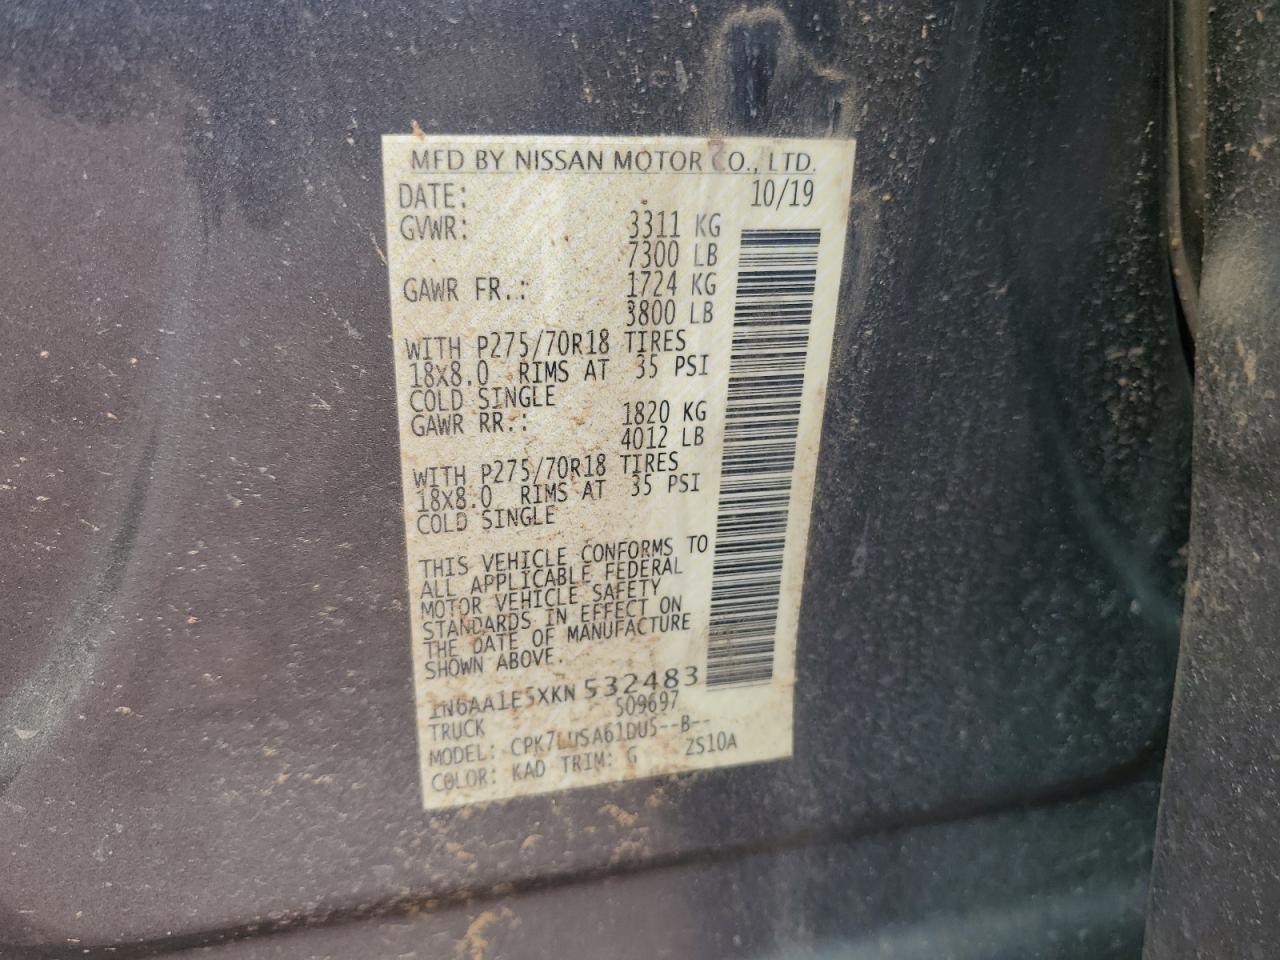 MFD BY NISSAN MOTOR CO., LTD.
DATE: 10/19
GVWR: 3311 KG
7300 LB
GAWR FR.: 1724 KG
3800 LB
WITH P275/70R18 TIRES
18X8.0 RIMS AT 35 PSI
COLD SINGLE
GAWR RR.: 1820 KG
4012 LB
WITH P275/70R18 TIRES
18X8.0 RIMS AT 35 PSI
COLD SINGLE
THIS VEHICLE CONFORMS TO
ALL APPLICABLE FEDERAL
MOTOR VEHICLE SAFETY
STANDARDS IN EFFECT ON
THE DATE OF MANUFACTURE
SHOWN ABOVE.
1N6AA1E5XKN 532483
TRUCK 509697
MODEL: --B--
COLOR: KAD TRIM: G ZS10A